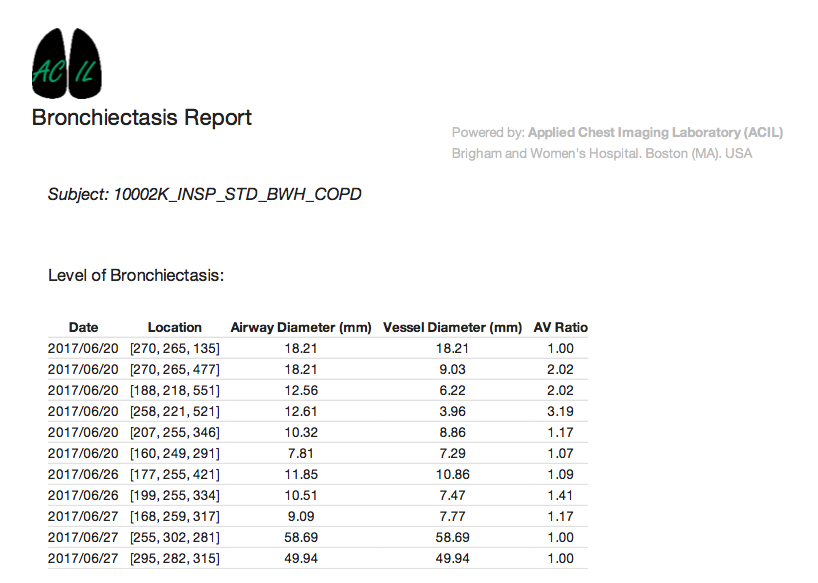 AC IL
Bronchiectasis Report
Powered by: Applied Chest Imaging Laboratory (ACIL)
Brigham and Women's Hospital. Boston (MA). USA
Subject: 10002K_INSP_STD_BWH_COPD
Level of Bronchiectasis:
Date Location Airway Diameter (mm) Vessel Diameter (mm) AV Ratio
2017/06/20 [270, 265, 135] 18.21 18.21 1.00
2017/06/20 [270, 265, 477] 18.21 9.03 2.02
2017/06/20 [188, 218, 551] 12.56 6.22 2.02
2017/06/20 [258, 221, 521] 12.61 3.96 3.19
2017/06/20 [207, 255, 346] 10.32 8.86 1.17
2017/06/20 [160, 249, 291] 7.81 7.29 1.07
2017/06/26 [177, 255, 421] 11.85 10.86 1.09
2017/06/26 [199, 255, 334] 10.51 7.47 1.41
2017/06/27 [168, 259, 317] 9.09 7.77 1.17
2017/06/27 [255, 302, 281] 58.69 58.69 1.00
2017/06/27 [295, 282, 315] 49.94 49.94 1.00